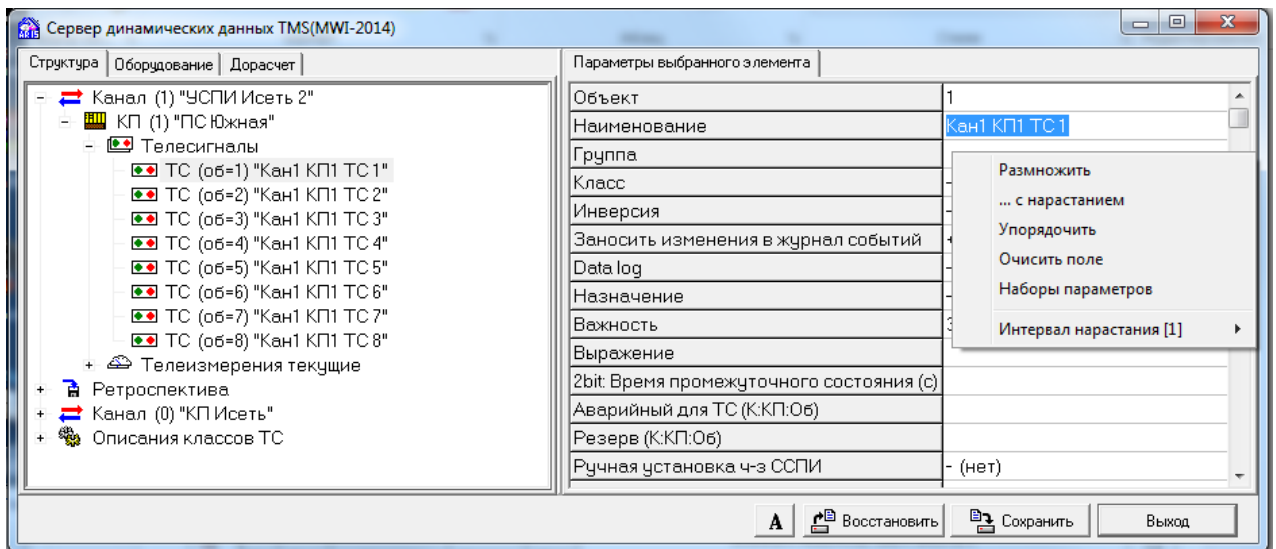 Сервер динамических данных TMS(MWI-2014)
Структура Оборудование Дорасчет
Канал (1) "УСПИ Исеть 2"
КП (1) "ПС Южная"
Телесигналы
ТС (об=1) "Кан1 КП1 ТС 1"
ТС (об=2) "Кан1 КП1 ТС 2"
ТС (об=3) "Кан1 КП1 ТС 3"
ТС (об=4) "Кан1 КП1 ТС 4"
ТС (об=5) "Кан1 КП1 ТС 5"
ТС (об=6) "Кан1 КП1 ТС 6"
ТС (об=7) "Кан1 КП1 ТС 7"
ТС (об=8) "Кан1 КП1 ТС 8"
Телеизмерения текущие
Ретроспектива
Канал (0) "КП Исеть"
Описания классов ТС
Параметры выбранного элемента
Объект 1
Наименование Кан1 КП1 ТС 1
Группа
Класс
Инверсия
Заносить изменения в журнал событий
Data log
Назначение
Важность
Выражение
2bit: Время промежуточного состояния (с)
Аварийный для ТС (К:КП:Об)
Резерв (К:КП:Об)
Ручная установка ч-з ССПИ - (нет)
Размножить
... с нарастанием
Упорядочить
Очисить поле
Наборы параметров
Интервал нарастания [1]
А Восстановить Сохранить Выход